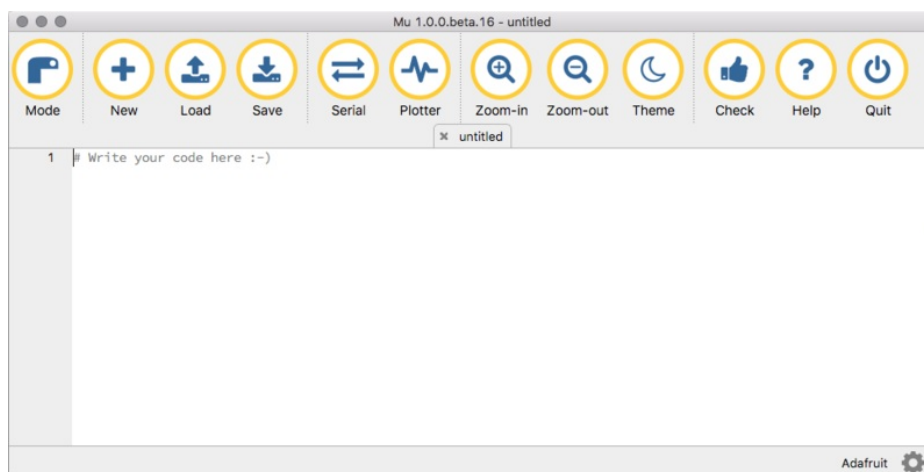 Mu 1.0.0.beta.16 - untitled
Mode New Load Save Serial Plotter Zoom-in Zoom-out Theme Check Help Quit
untitled
1 # Write your code here :-)
Adafruit